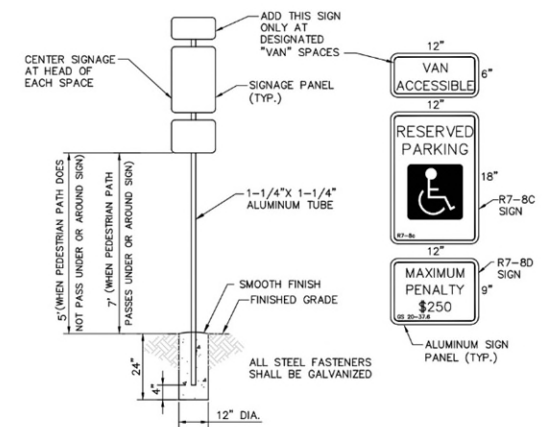 ADD THIS SIGN
ONLY AT
DESIGNATED
"VAN" SPACES
CENTER SIGNAGE
AT HEAD OF
EACH SPACE
SIGNAGE PANEL
(TYP.)
5' (WHEN PEDESTRIAN PATH DOES
NOT PASS UNDER OR AROUND SIGN)
7' (WHEN PEDESTRIAN PATH
PASSES UNDER OR AROUND SIGN)
1-1/4"X 1-1/4"
ALUMINUM TUBE
SMOOTH FINISH
FINISHED GRADE
24"
4"
ALL STEEL FASTENERS
SHALL BE GALVANIZED
12" DIA.
12"
VAN
ACCESSIBLE
6"
12"
RESERVED
PARKING
18"
R7-8c
R7-8C
SIGN
12"
R7-8D
SIGN
MAXIMUM
PENALTY
$250
9"
GS 20-37.6
ALUMINUM SIGN
PANEL (TYP.)